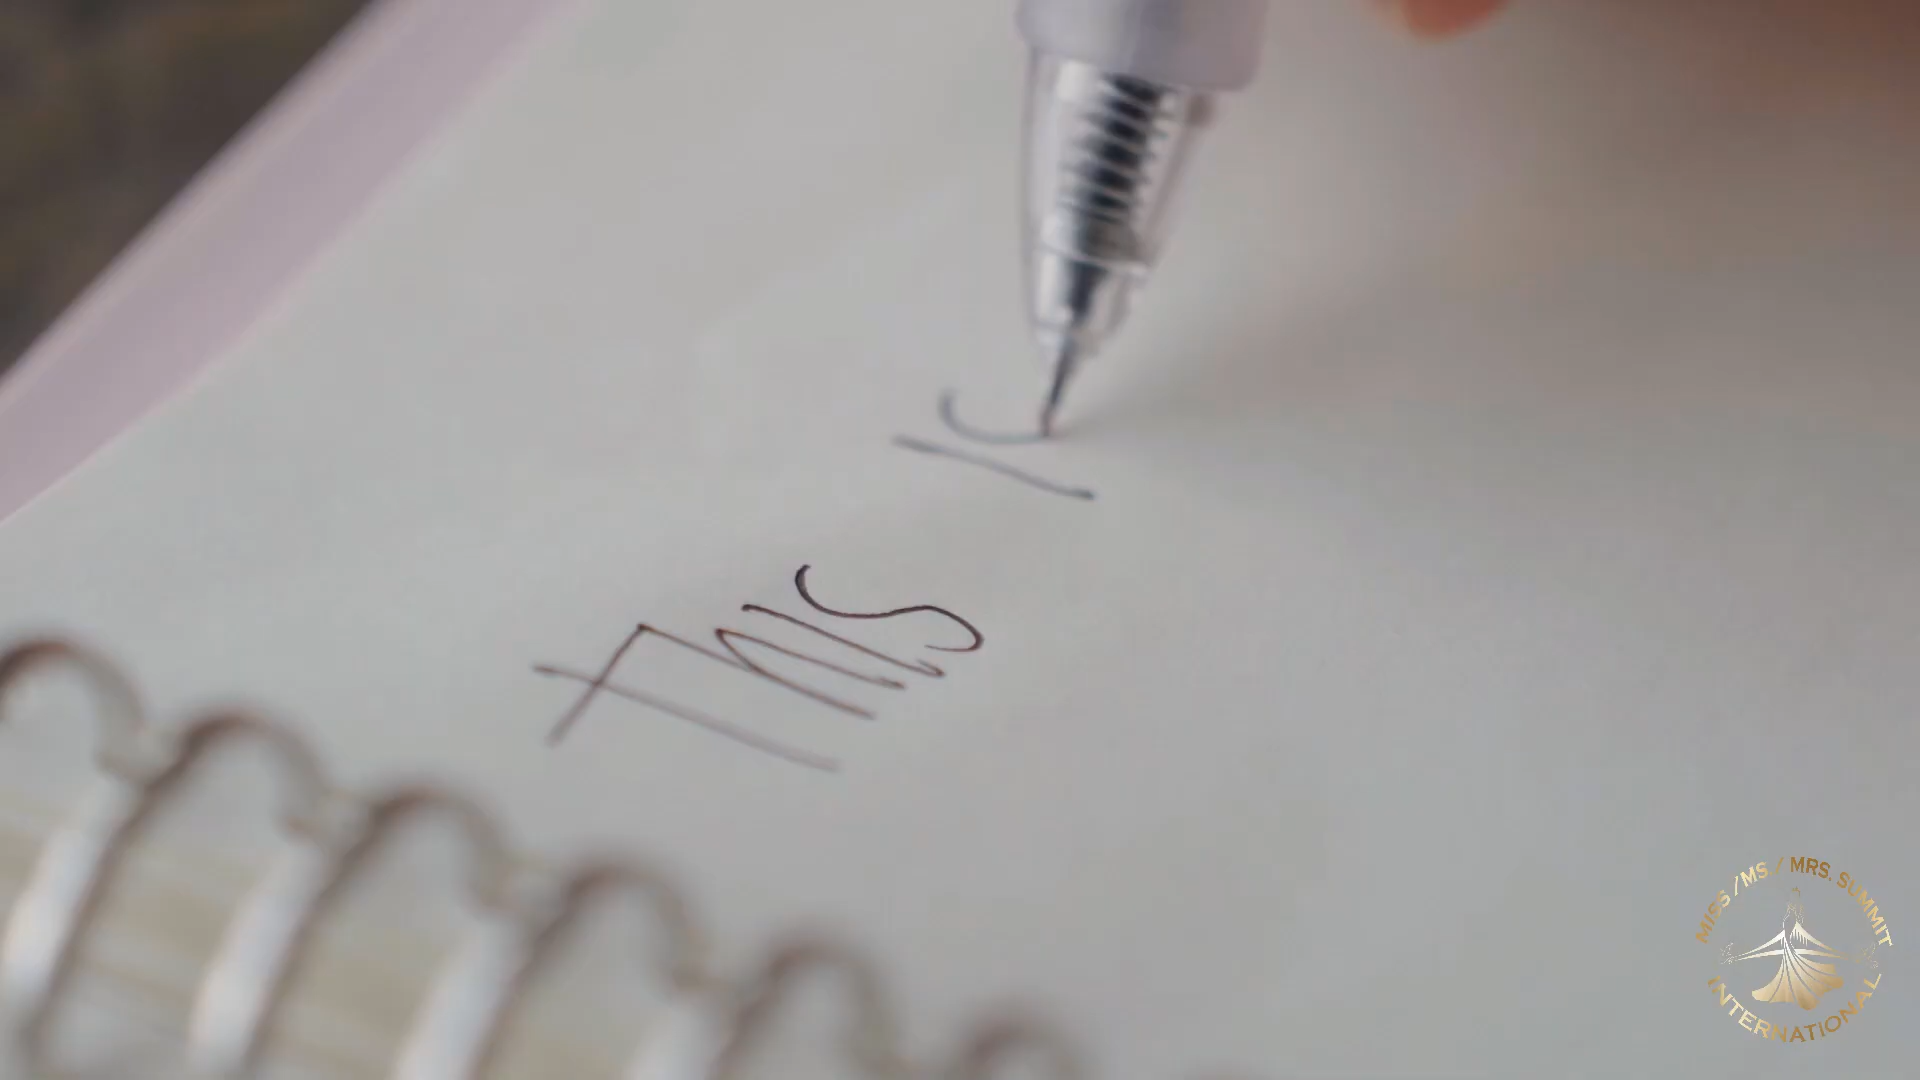 This
MISS / MS. / MRS. SUMMIT
INTERNATIONAL